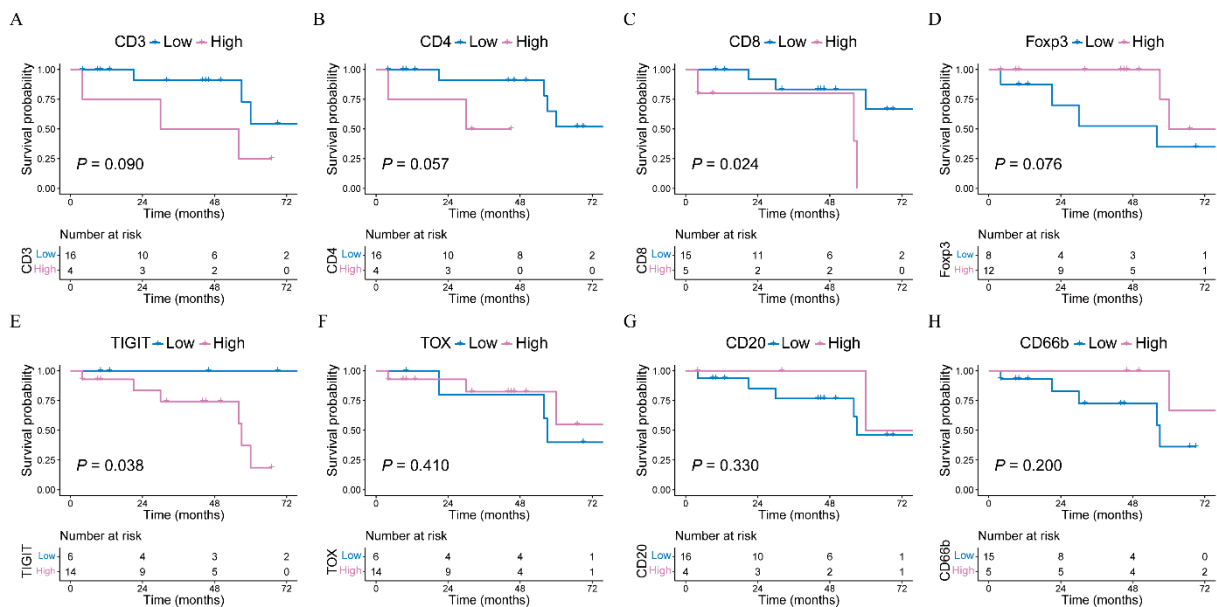 A
CD3 Low High
Survival probability
1.00
0.75
0.50
0.25
0.00
P = 0.090
0 24 48 72
Time (months)
Number at risk
CD3
Low 16 10 6 2
High 4 3 2 0
0 24 48 72
Time (months)
B
CD4 Low High
Survival probability
1.00
0.75
0.50
0.25
0.00
P = 0.057
0 24 48 72
Time (months)
Number at risk
CD4
Low 16 10 8 2
High 4 3 0 0
0 24 48 72
Time (months)
C
CD8 Low High
Survival probability
1.00
0.75
0.50
0.25
0.00
P = 0.024
0 24 48 72
Time (months)
Number at risk
CD8
Low 15 11 6 2
High 5 2 2 0
0 24 48 72
Time (months)
D
Foxp3 Low High
Survival probability
1.00
0.75
0.50
0.25
0.00
P = 0.076
0 24 48 72
Time (months)
Number at risk
Foxp3
Low 8 4 3 1
High 12 9 5 1
0 24 48 72
Time (months)
E
TIGIT Low High
Survival probability
1.00
0.75
0.50
0.25
0.00
P = 0.038
0 24 48 72
Time (months)
Number at risk
TIGIT
Low 6 4 3 2
High 14 9 5 0
0 24 48 72
Time (months)
F
TOX Low High
Survival probability
1.00
0.75
0.50
0.25
0.00
P = 0.410
0 24 48 72
Time (months)
Number at risk
TOX
Low 6 4 4 1
High 14 9 4 1
0 24 48 72
Time (months)
G
CD20 Low High
Survival probability
1.00
0.75
0.50
0.25
0.00
P = 0.330
0 24 48 72
Time (months)
Number at risk
CD20
Low 16 10 6 1
High 4 3 2 1
0 24 48 72
Time (months)
H
CD66b Low High
Survival probability
1.00
0.75
0.50
0.25
0.00
P = 0.200
0 24 48 72
Time (months)
Number at risk
CD66b
Low 15 8 4 0
High 5 5 4 2
0 24 48 72
Time (months)